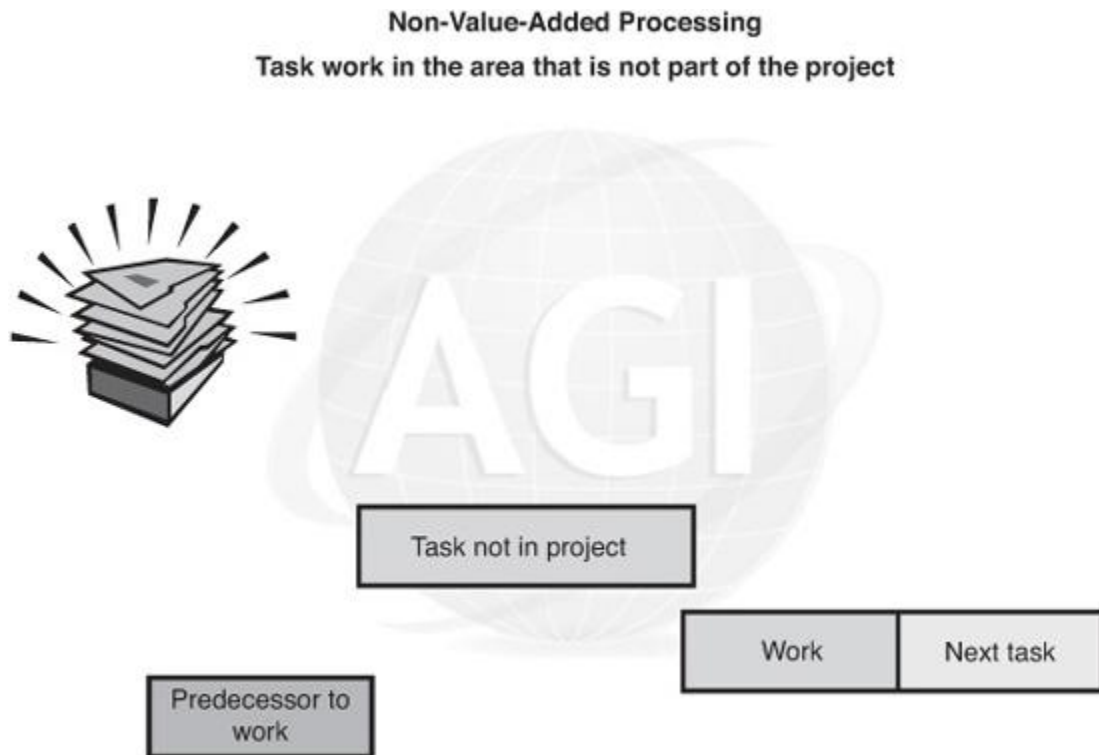 Non-Value-Added Processing
Task work in the area that is not part of the project
AGI
Task not in project
Work
Next task
Predecessor to
work